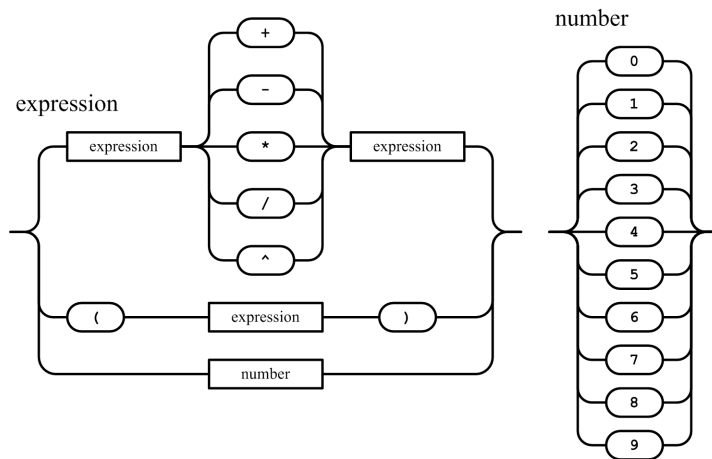 expression
expression
+
-
*
/
^
expression
(
expression
)
number
number
0
1
2
3
4
5
6
7
8
9